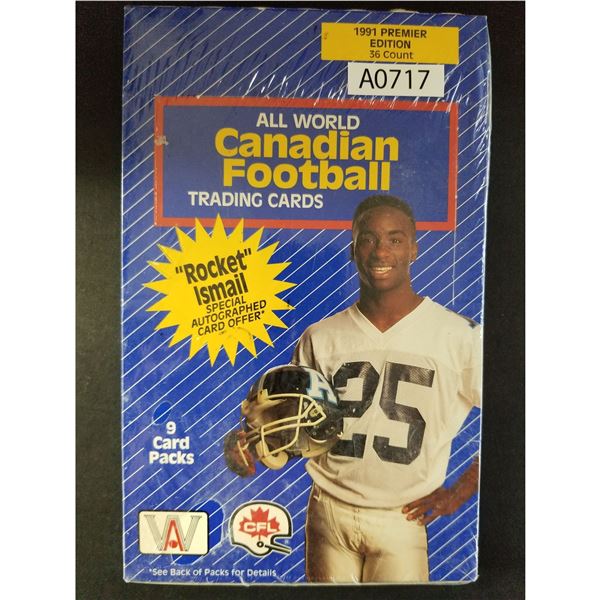 1991 PREMIER
EDITION
36 Count
A0717
ALL WORLD
Canadian
Football
TRADING CARDS
"Rocket"
Ismail
SPECIAL
AUTOGRAPHED
CARD OFFER*
25
9
Card
Packs
W
A
CFL
*See Back of Packs for Details